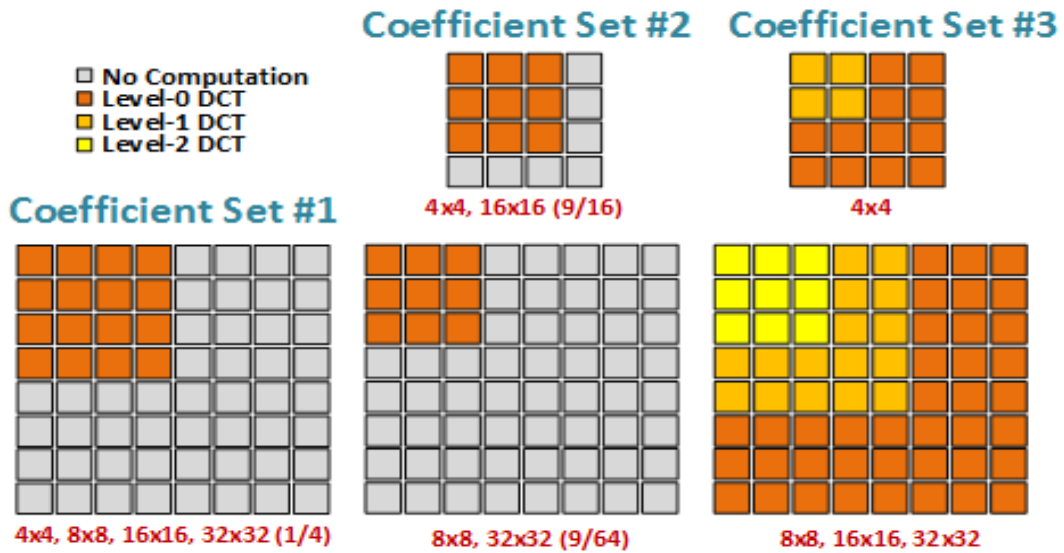 Coefficient Set #2
Coefficient Set #3
No Computation
Level-0 DCT
Level-1 DCT
Level-2 DCT
4x4, 16x16 (9/16)
4x4
Coefficient Set #1
4x4, 8x8, 16x16, 32x32 (1/4)
8x8, 32x32 (9/64)
8x8, 16x16, 32x32